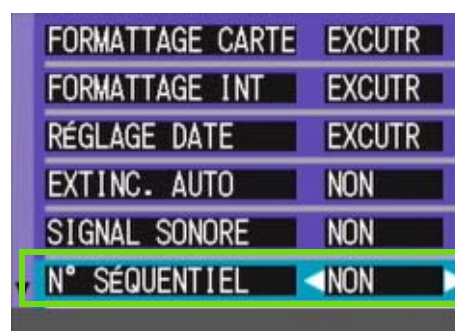 FORMATTAGE CARTE EXCUTR
FORMATTAGE INT EXCUTR
RÉGLAGE DATE EXCUTR
EXTINC. AUTO NON
SIGNAL SONORE NON
N° SÉQUENTIEL NON